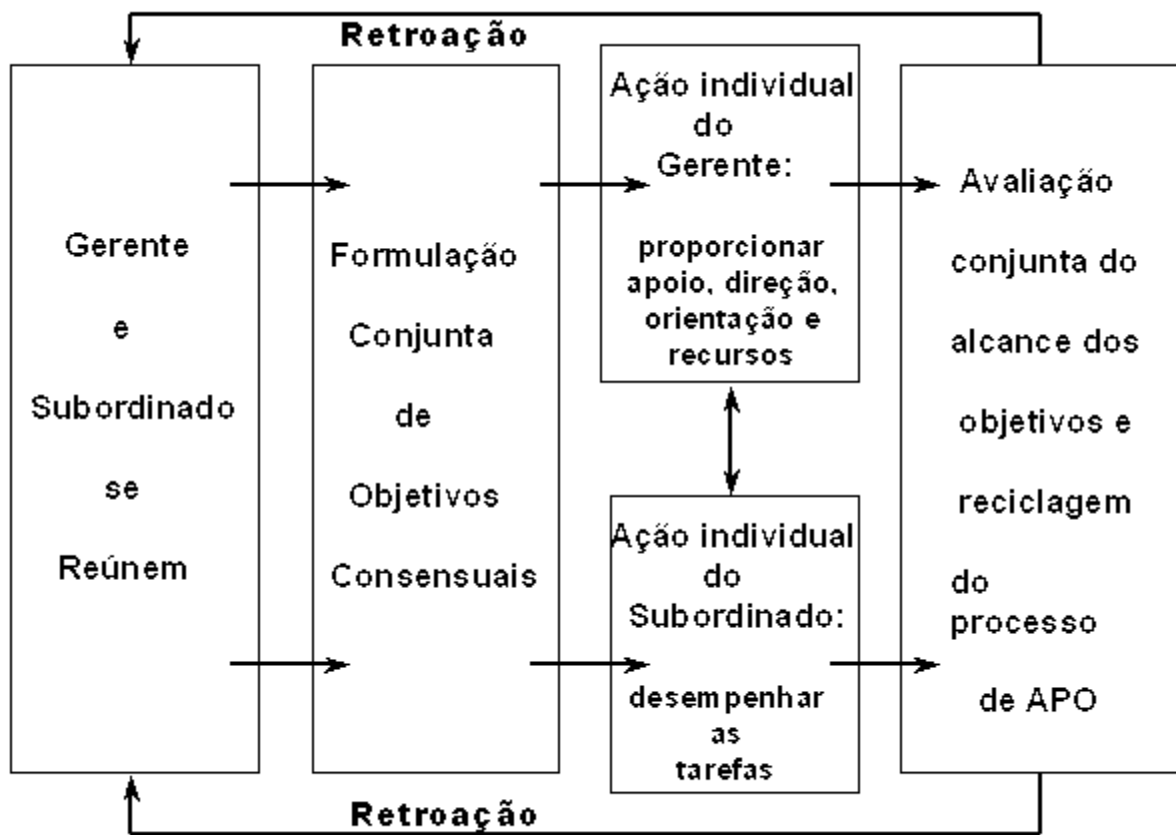 Retroação
Gerente
e
Subordinado
se
Reúnem
Formulação
Conjunta
de
Objetivos
Consensuais
Ação individual
do
Gerente:
proporcionar
apoio, direção,
orientação e
recursos
Ação individual
do
Subordinado:
desempenhar
as
tarefas
Avaliação
conjunta do
alcance dos
objetivos e
reciclagem
do
processo
de APO
Retroação